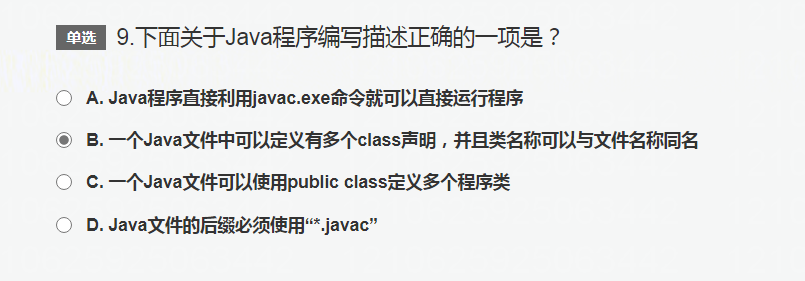 单选 9.下面关于Java程序编写描述正确的一项是？
A. Java程序直接利用javac.exe命令就可以直接运行程序
B. 一个Java文件中可以定义有多个class声明，并且类名称可以与文件名称同名
C. 一个Java文件可以使用public class定义多个程序类
D. Java文件的后缀必须使用“*.javac”